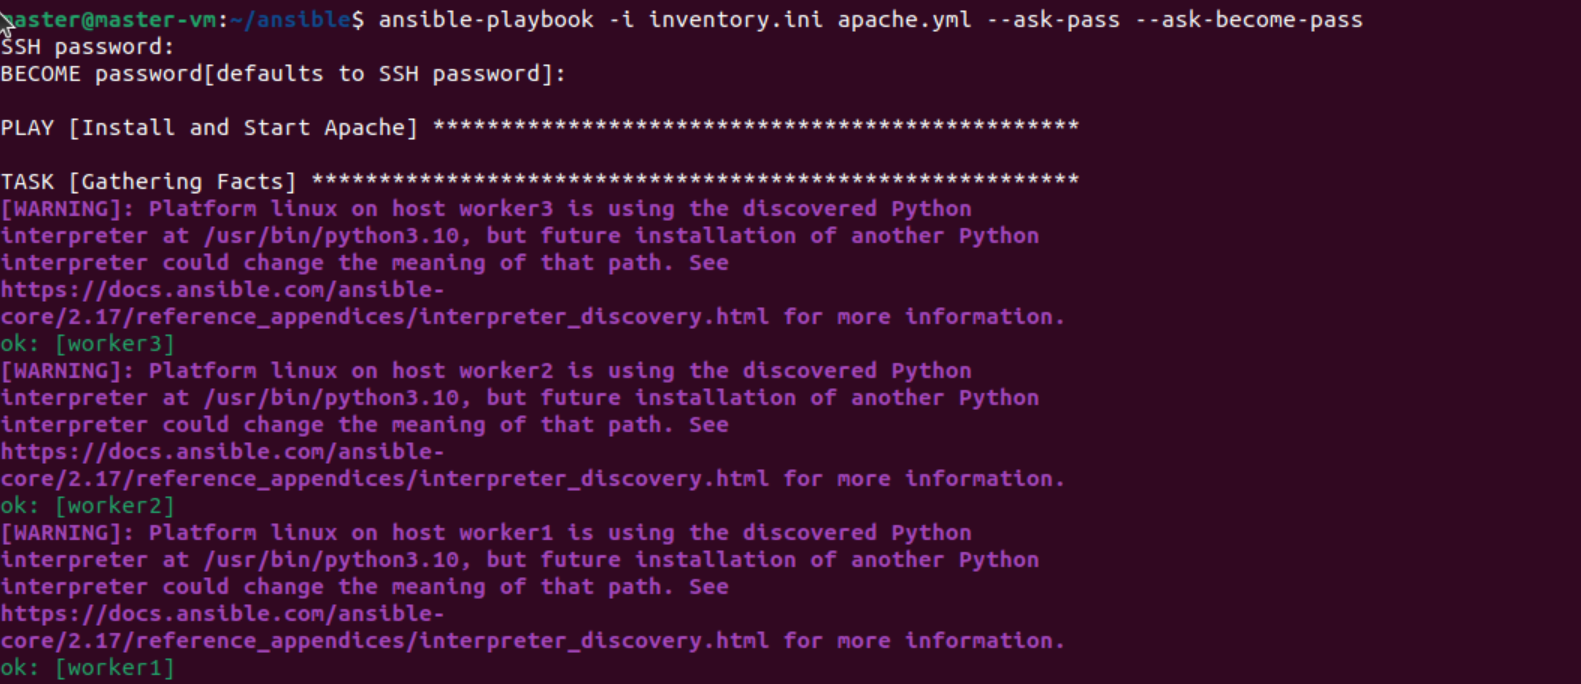 master@master-vm:~/ansible$ ansible-playbook -i inventory.ini apache.yml --ask-pass --ask-become-pass
SSH password:
BECOME password[defaults to SSH password]:
PLAY [Install and Start Apache] ************************************************
TASK [Gathering Facts] *********************************************************
[WARNING]: Platform linux on host worker3 is using the discovered Python
interpreter at /usr/bin/python3.10, but future installation of another Python
interpreter could change the meaning of that path. See
https://docs.ansible.com/ansible-
core/2.17/reference_appendices/interpreter_discovery.html for more information.
ok: [worker3]
[WARNING]: Platform linux on host worker2 is using the discovered Python
interpreter at /usr/bin/python3.10, but future installation of another Python
interpreter could change the meaning of that path. See
https://docs.ansible.com/ansible-
core/2.17/reference_appendices/interpreter_discovery.html for more information.
ok: [worker2]
[WARNING]: Platform linux on host worker1 is using the discovered Python
interpreter at /usr/bin/python3.10, but future installation of another Python
interpreter could change the meaning of that path. See
https://docs.ansible.com/ansible-
core/2.17/reference_appendices/interpreter_discovery.html for more information.
ok: [worker1]